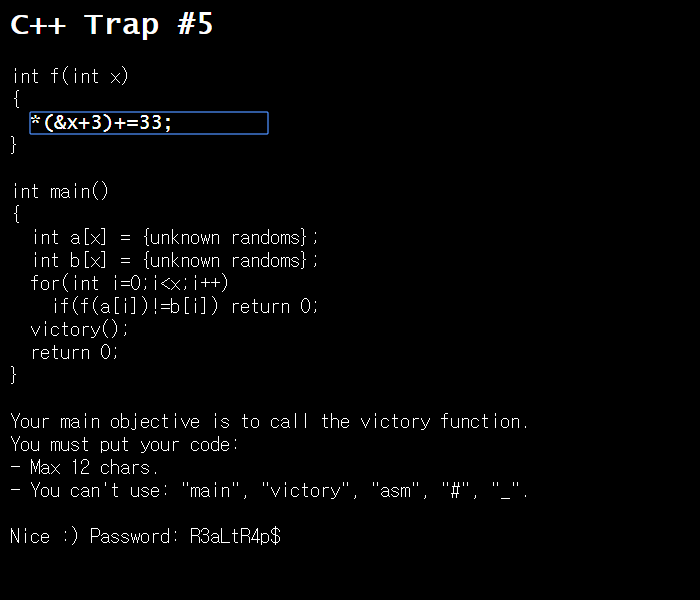 C++ Trap #5
int f(int x)
{
*(&x+3)+=33;
}
int main()
{
int a[x] = {unknown randoms};
int b[x] = {unknown randoms};
for(int i=0;i<x;i++)
if(f(a[i])!=b[i]) return 0;
victory();
return 0;
}
Your main objective is to call the victory function.
You must put your code:
- Max 12 chars.
- You can't use: "main", "victory", "asm", "#", "_".
Nice :) Password: R3aLtR4p$